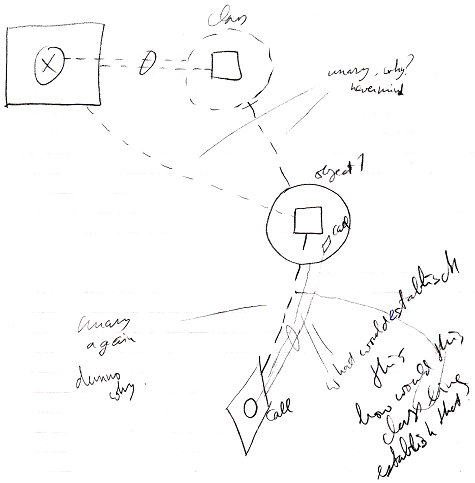 class
unary, why?
nevermind
object?
call
unary
again
dunno
why.
call
what would establish
this
how would this
class thing
establish that?